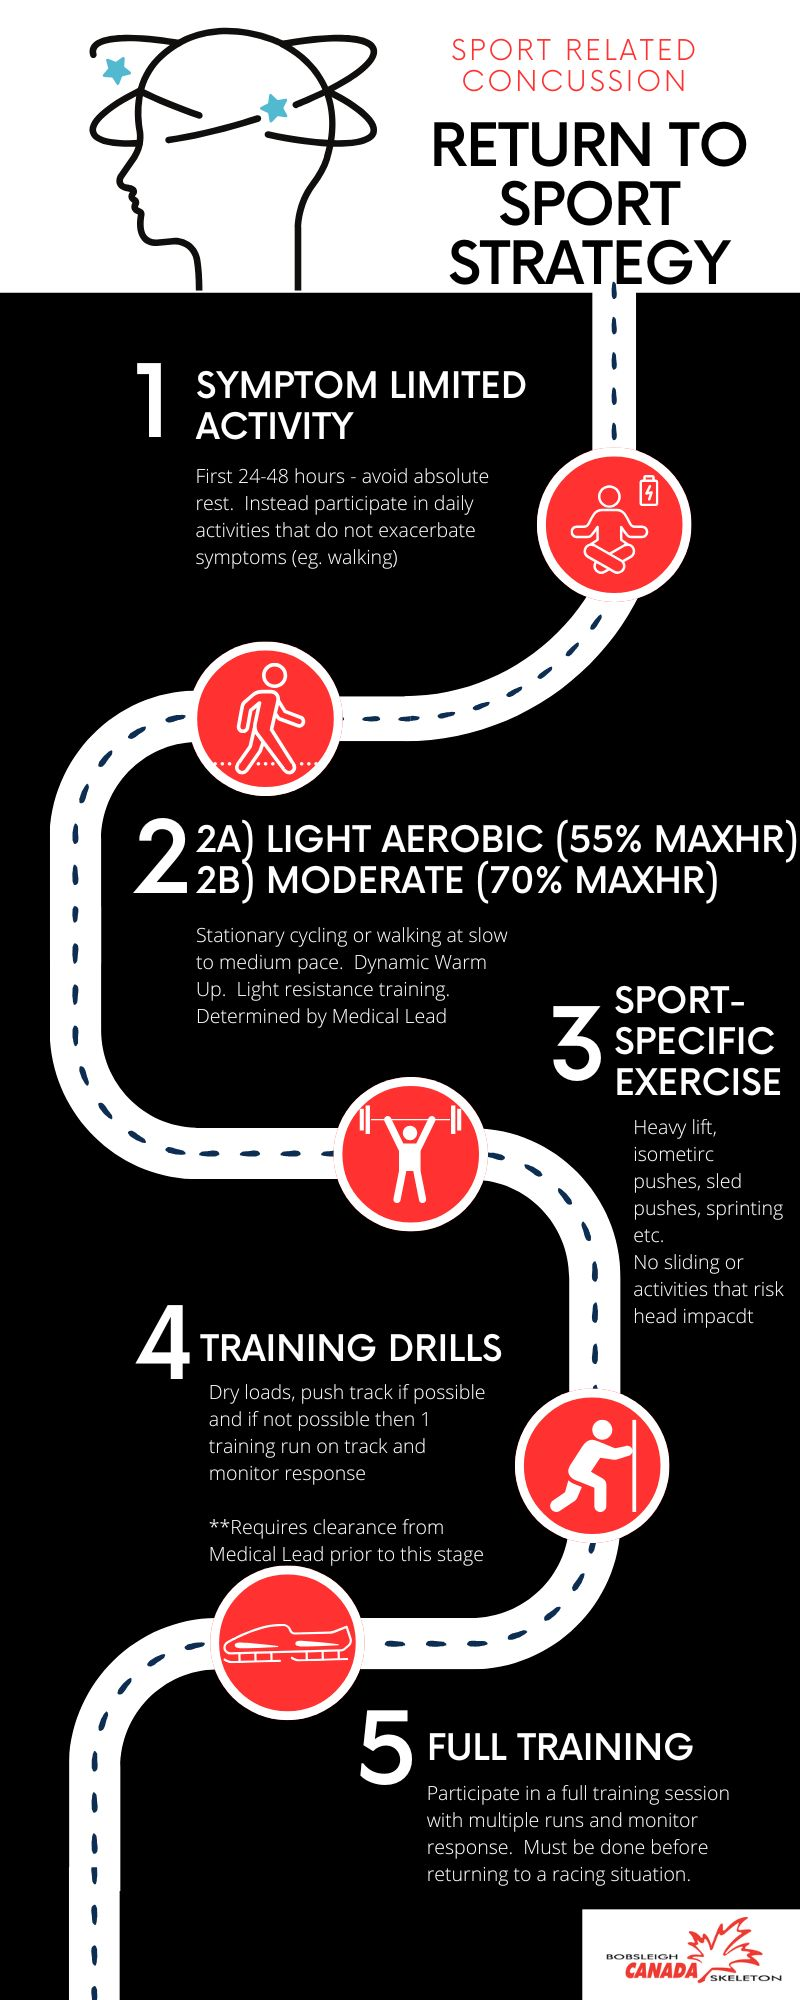 SPORT RELATED
CONCUSSION
RETURN TO
SPORT
STRATEGY
1
SYMPTOM LIMITED
ACTIVITY
First 24-48 hours - avoid absolute
rest.  Instead participate in daily
activities that do not exacerbate
symptoms (eg. walking)
2
2A) LIGHT AEROBIC (55% MAXHR)
2B) MODERATE (70% MAXHR)
Stationary cycling or walking at slow
to medium pace.  Dynamic Warm
Up.  Light resistance training.
Determined by Medical Lead
3
SPORT-
SPECIFIC
EXERCISE
Heavy lift,
isometirc
pushes, sled
pushes, sprinting
etc.
No sliding or
activities that risk
head impacdt
4
TRAINING DRILLS
Dry loads, push track if possible
and if not possible then 1
training run on track and
monitor response
**Requires clearance from
Medical Lead prior to this stage
5
FULL TRAINING
Participate in a full training session
with multiple runs and monitor
response.  Must be done before
returning to a racing situation.
BOBSLEIGH
CANADA
SKELETON